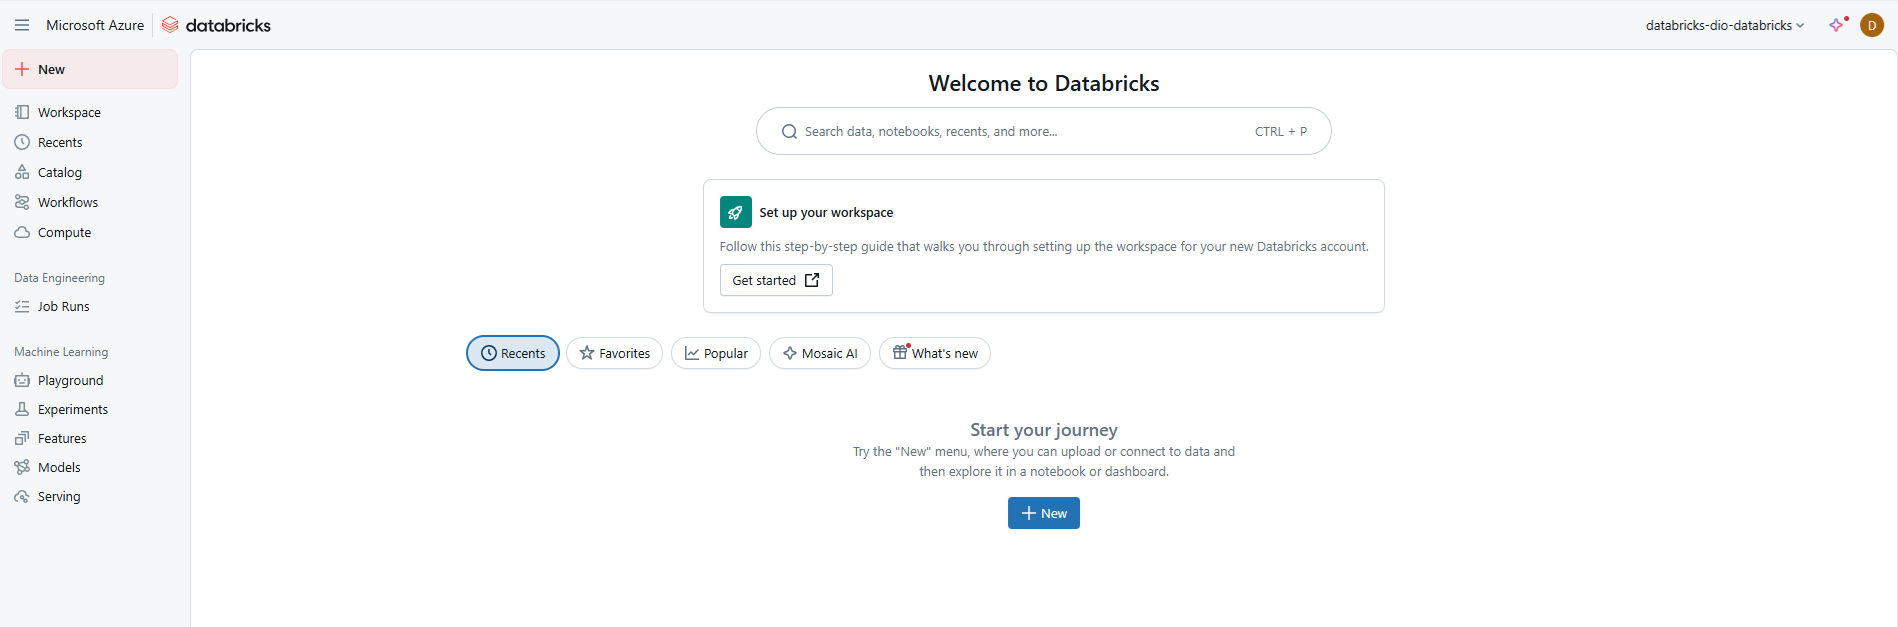 Microsoft Azure databricks databricks-dio-databricks D
New
Workspace
Recents
Catalog
Workflows
Compute
Data Engineering
Job Runs
Machine Learning
Playground
Experiments
Features
Models
Serving
Welcome to Databricks
Search data, notebooks, recents, and more... CTRL + P
Set up your workspace
Follow this step-by-step guide that walks you through setting up the workspace for your new Databricks account.
Get started
Recents Favorites Popular Mosaic AI What's new
Start your journey
Try the "New" menu, where you can upload or connect to data and
then explore it in a notebook or dashboard.
New